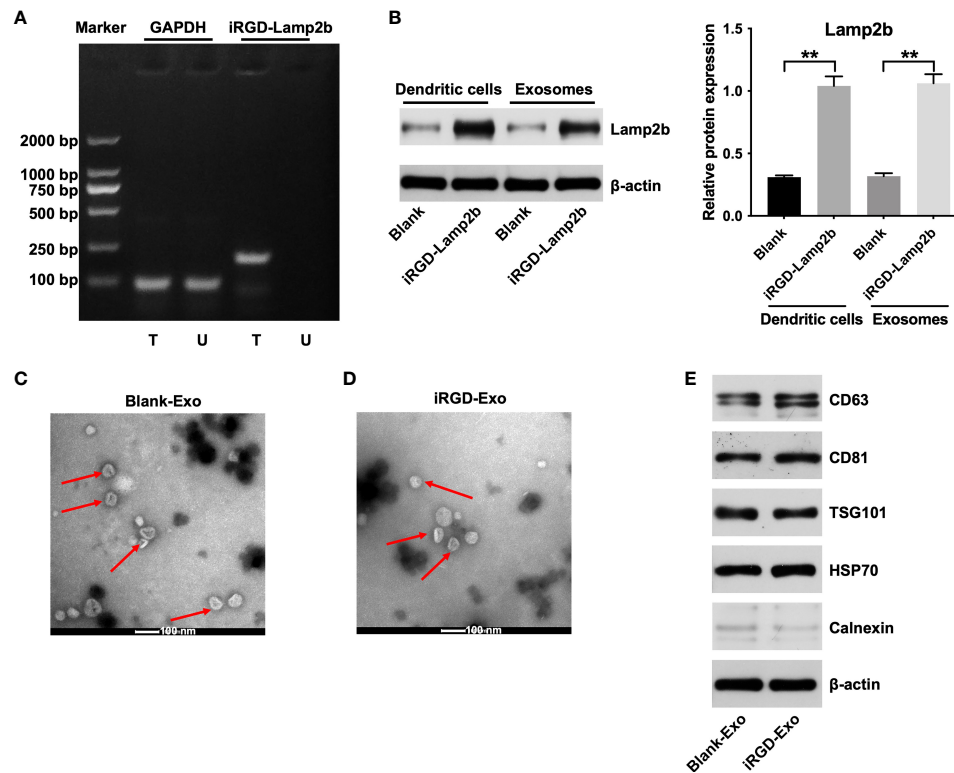 A
Marker
GAPDH
iRGD-Lamp2b
2000 bp
1000 bp
750 bp
500 bp
250 bp
100 bp
T
U
T
U
B
Dendritic cells
Exosomes
Lamp2b
β-actin
Blank
iRGD-Lamp2b
Blank
iRGD-Lamp2b
Lamp2b
Relative protein expression
1.5
1.0
0.5
0.0
**
**
Blank
iRGD-Lamp2b
Blank
iRGD-Lamp2b
Dendritic cells
Exosomes
C
Blank-Exo
100 nm
D
iRGD-Exo
100 nm
E
CD63
CD81
TSG101
HSP70
Calnexin
β-actin
Blank-Exo
iRGD-Exo